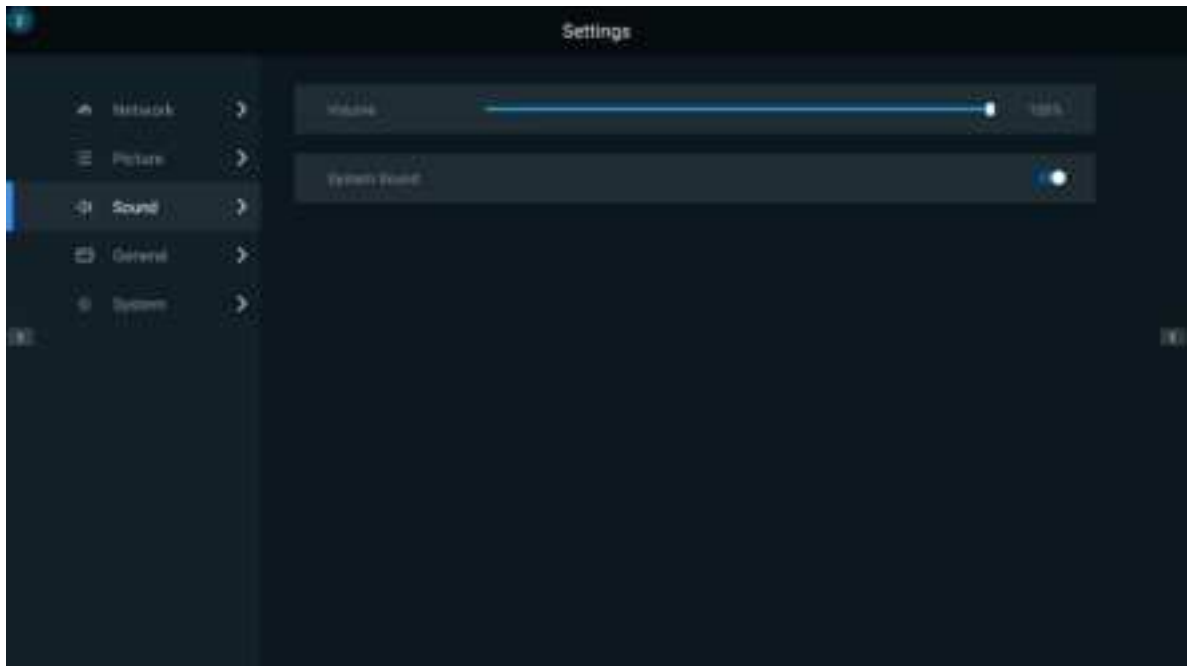 Settings
Network
Picture
Sound
General
System
Volume 100%
System Sound